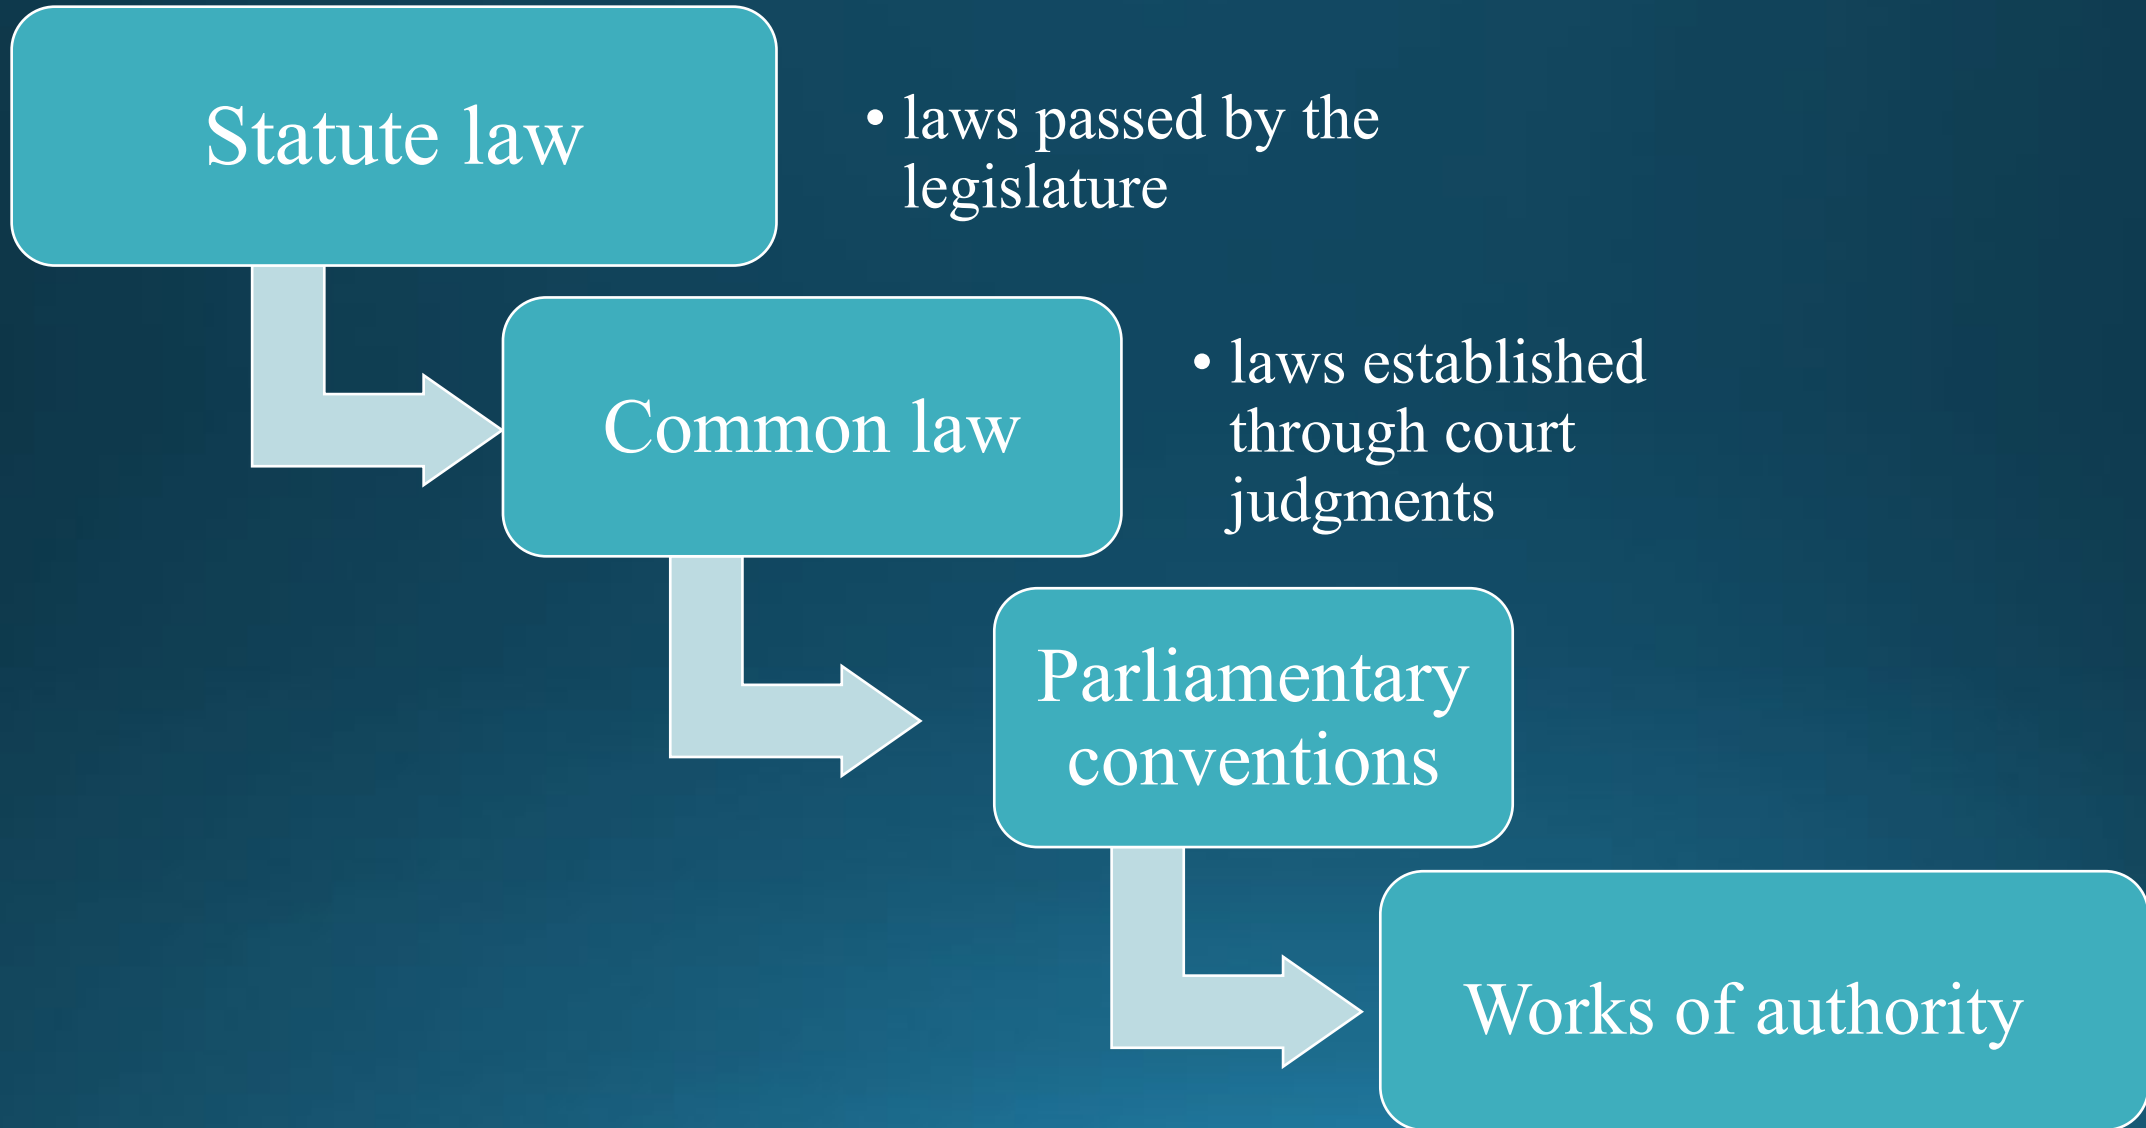 Statute law
• laws passed by the
legislature
Common law
• laws established
through court
judgments
Parliamentary
conventions
Works of authority